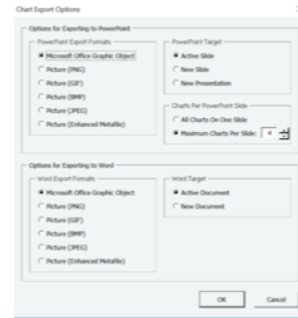 Chart Export Options
Options for Exporting to PowerPoint
PowerPoint Export Formats
Microsoft Office Graphic Object
Picture (PNG)
Picture (GIF)
Picture (BMP)
Picture (JPEG)
Picture (Enhanced Metafile)
PowerPoint Target
Active Slide
New Slide
New Presentation
Charts Per PowerPoint Slide
All Charts On One Slide
Maximum Charts Per Slide: 4
Options for Exporting to Word
Word Export Formats
Microsoft Office Graphic Object
Picture (PNG)
Picture (GIF)
Picture (BMP)
Picture (JPEG)
Picture (Enhanced Metafile)
Word Target
Active Document
New Document
OK
Cancel